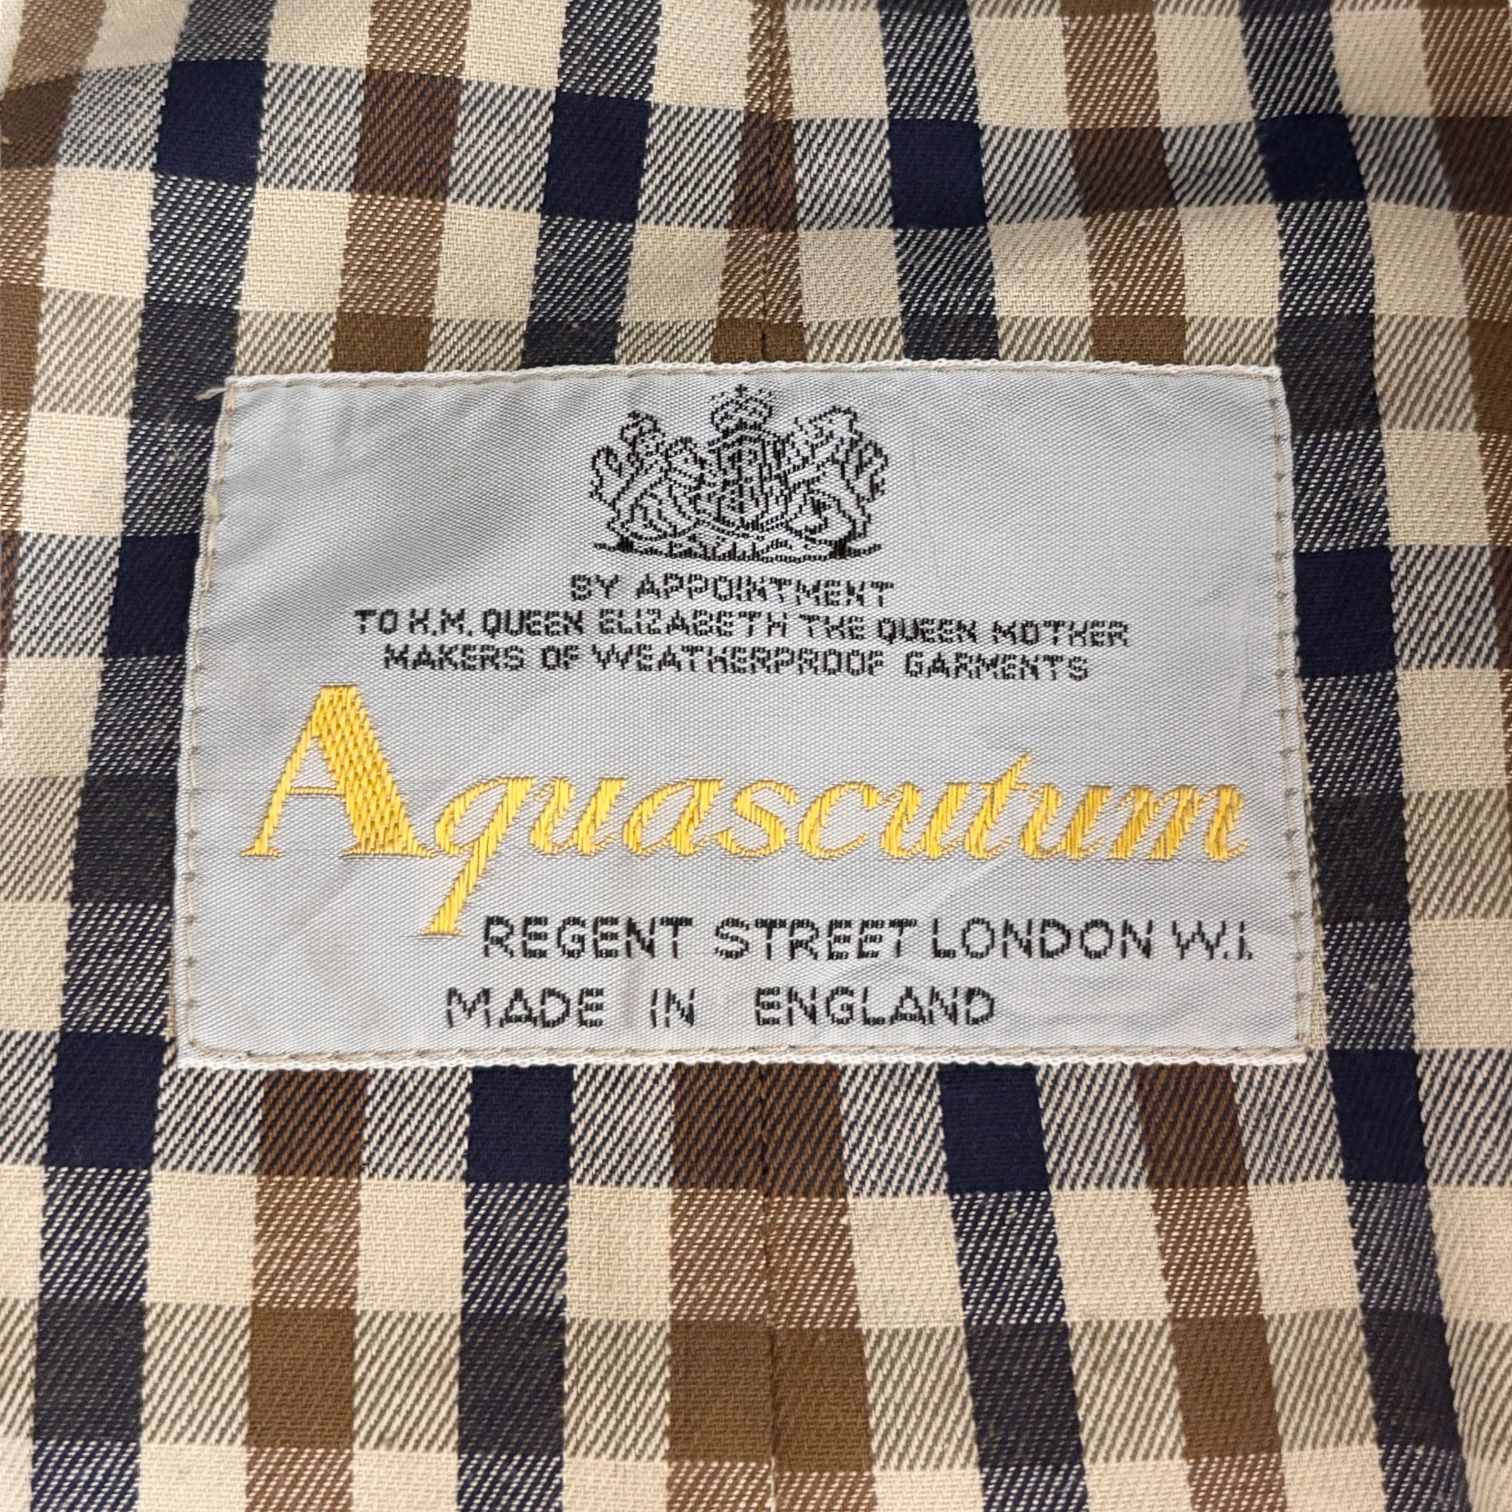 BY APPOINTMENT
TO H.M. QUEEN ELIZABETH THE QUEEN MOTHER
MAKERS OF WEATHERPROOF GARMENTS
Aquascutum
REGENT STREET LONDON W.1.
MADE IN ENGLAND